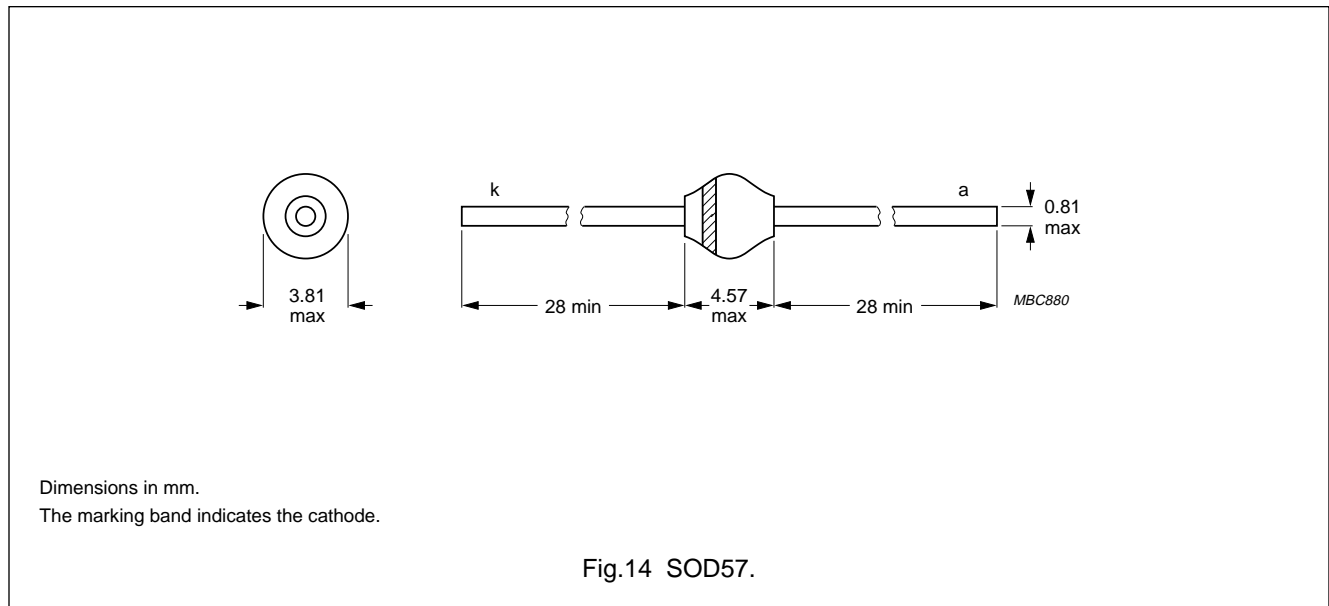 k
a
0.81
max
3.81
max
28 min
4.57
max
28 min
MBC880
Dimensions in mm.
The marking band indicates the cathode.
Fig.14 SOD57.